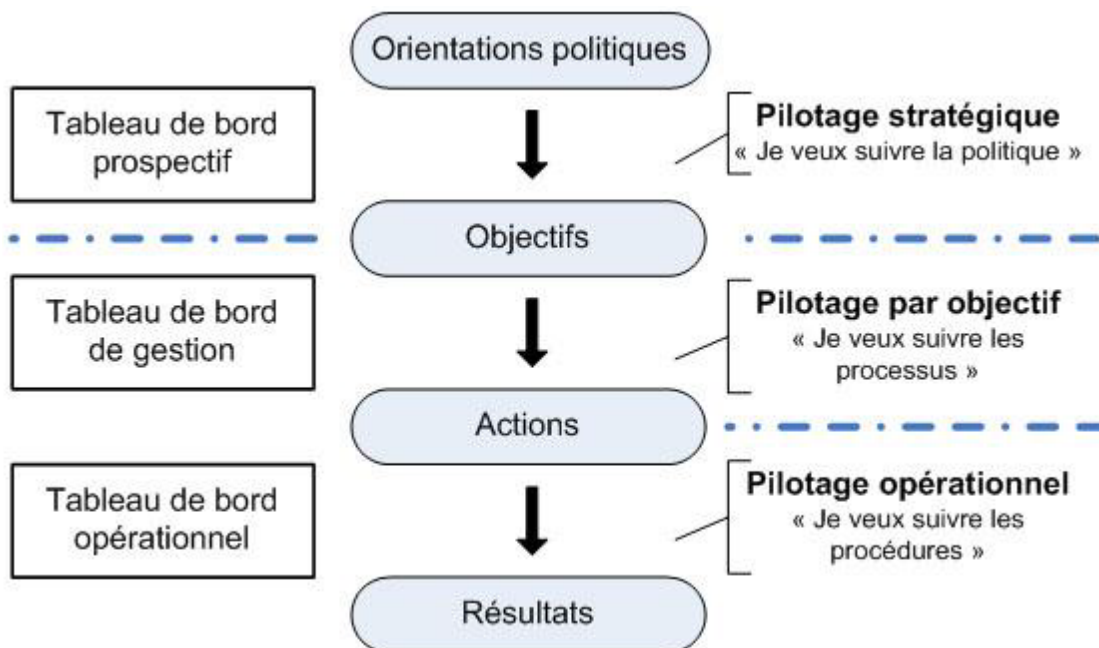 Orientations politiques
Tableau de bord
prospectif
Pilotage stratégique
« Je veux suivre la politique »
Objectifs
Tableau de bord
de gestion
Pilotage par objectif
« Je veux suivre les
processus »
Actions
Tableau de bord
opérationnel
Pilotage opérationnel
« Je veux suivre les
procédures »
Résultats